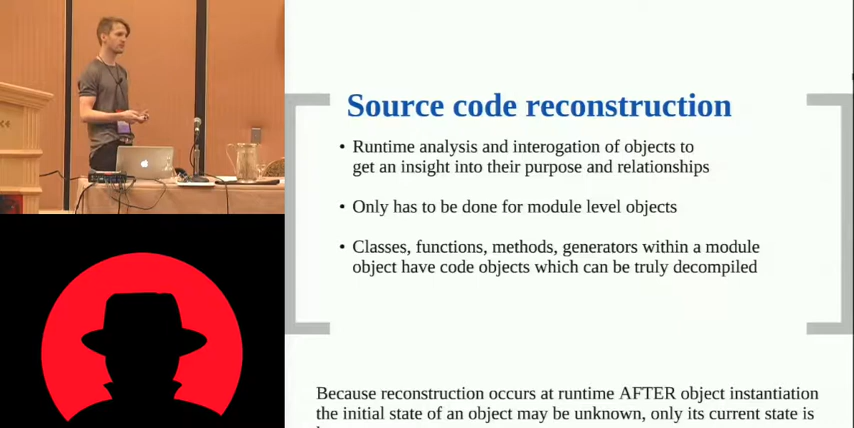 Source code reconstruction
• Runtime analysis and interogation of objects to
get an insight into their purpose and relationships
• Only has to be done for module level objects
• Classes, functions, methods, generators within a module
object have code objects which can be truly decompiled
Because reconstruction occurs at runtime AFTER object instantiation
the initial state of an object may be unknown, only its current state is